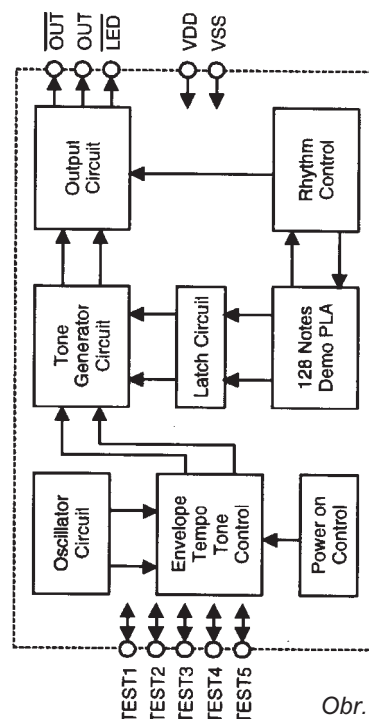 TEST1
TEST2
TEST3
TEST4
TEST5
Oscillator
Circuit
Envelope
Tempo
Tone
Control
Power on
Control
Tone
Generator
Circuit
Latch Circuit
128 Notes
Demo PLA
Output
Circuit
Rhythm
Control
OUT
OUT
LED
VDD
VSS
Obr.